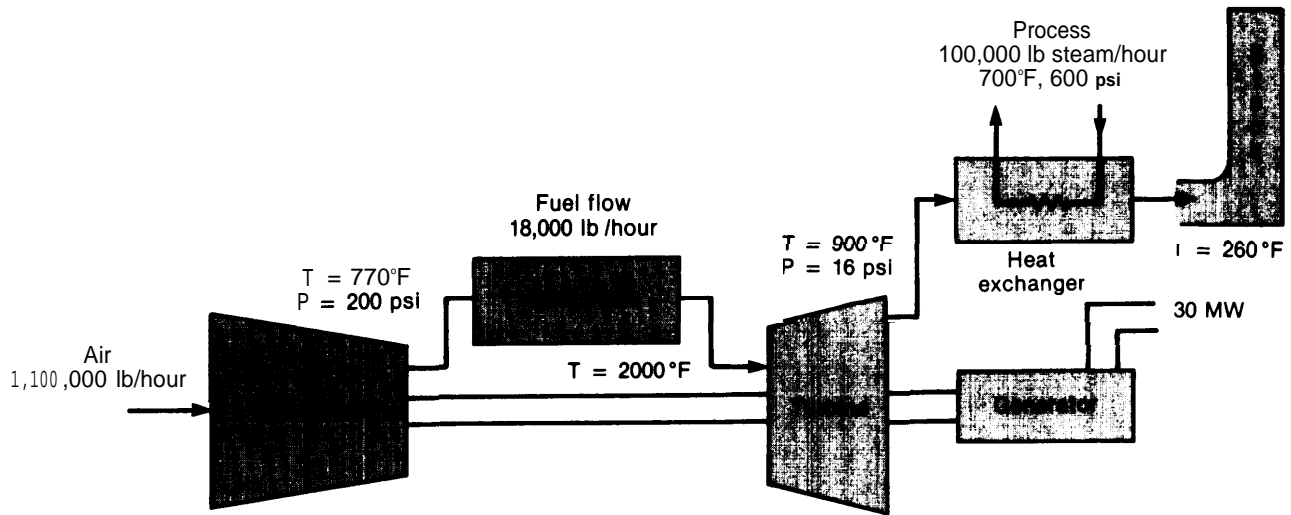 Process
100,000 lb steam/hour
700°F, 600 psi
Fuel flow
18,000 lb /hour
T = 770°F
P = 200 psi
T = 900°F
P = 16 psi
Heat
exchanger
T = 2000°F
I = 260°F
30 MW
Air
1,100,000 lb/hour
Generator